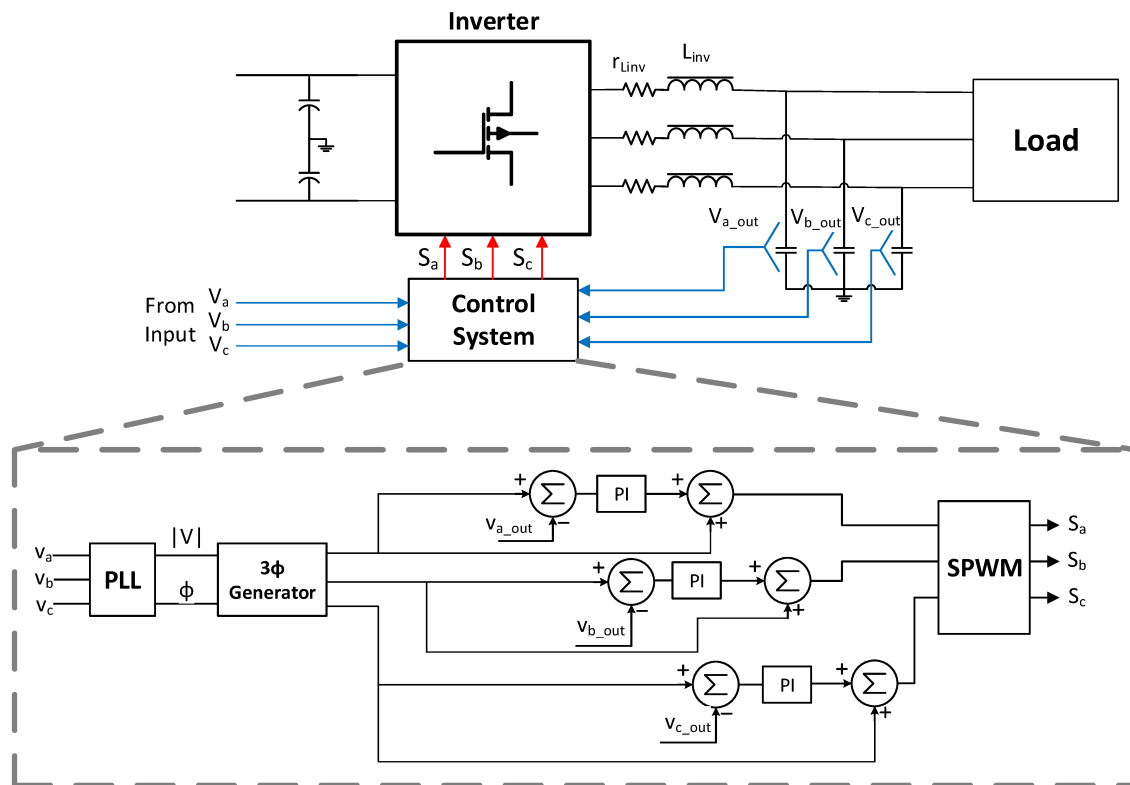 Inverter
rLinv
Linv
Load
Va_out
Vb_out
Vc_out
Sa
Sb
Sc
From
Input
Va
Vb
Vc
Control
System
+
Σ
−
PI
+
Σ
+
va_out
|V|
va
vb
vc
PLL
ϕ
3ϕ
Generator
+
Σ
−
PI
+
Σ
+
vb_out
SPWM
Sa
Sb
Sc
+
Σ
−
PI
+
Σ
+
vc_out